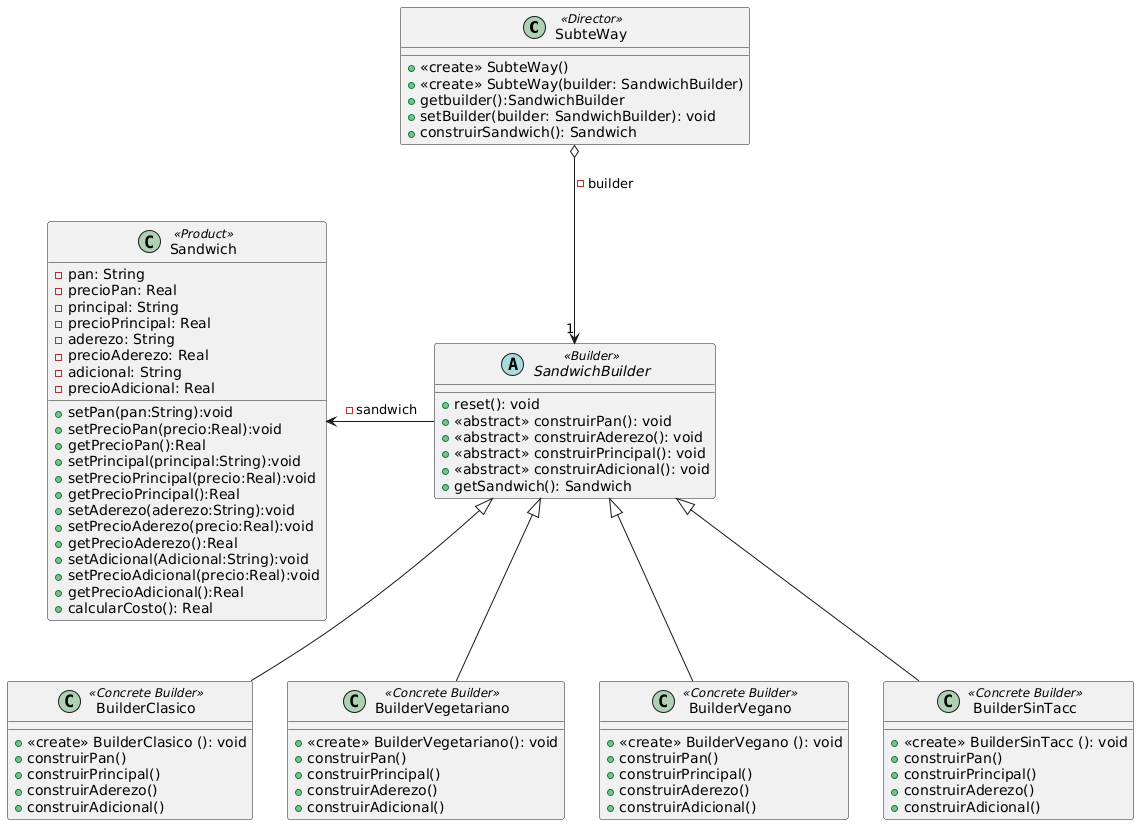 «Director»
C SubteWay
«create» SubteWay()
«create» SubteWay(builder: SandwichBuilder)
getbuilder():SandwichBuilder
setBuilder(builder: SandwichBuilder): void
construirSandwich(): Sandwich
builder
1
«Product»
C Sandwich
pan: String
precioPan: Real
principal: String
precioPrincipal: Real
aderezo: String
precioAderezo: Real
adicional: String
precioAdicional: Real
setPan(pan:String):void
setPrecioPan(precio:Real):void
getPrecioPan():Real
setPrincipal(principal:String):void
setPrecioPrincipal(precio:Real):void
getPrecioPrincipal():Real
setAderezo(aderezo:String):void
setPrecioAderezo(precio:Real):void
getPrecioAderezo():Real
setAdicional(Adicional:String):void
setPrecioAdicional(precio:Real):void
getPrecioAdicional():Real
calcularCosto(): Real
sandwich
«Builder»
A SandwichBuilder
reset(): void
«abstract» construirPan(): void
«abstract» construirAderezo(): void
«abstract» construirPrincipal(): void
«abstract» construirAdicional(): void
getSandwich(): Sandwich
«Concrete Builder»
C BuilderClasico
«create» BuilderClasico (): void
construirPan()
construirPrincipal()
construirAderezo()
construirAdicional()
«Concrete Builder»
C BuilderVegetariano
«create» BuilderVegetariano(): void
construirPan()
construirPrincipal()
construirAderezo()
construirAdicional()
«Concrete Builder»
C BuilderVegano
«create» BuilderVegano (): void
construirPan()
construirPrincipal()
construirAderezo()
construirAdicional()
«Concrete Builder»
C BuilderSinTacc
«create» BuilderSinTacc (): void
construirPan()
construirPrincipal()
construirAderezo()
construirAdicional()